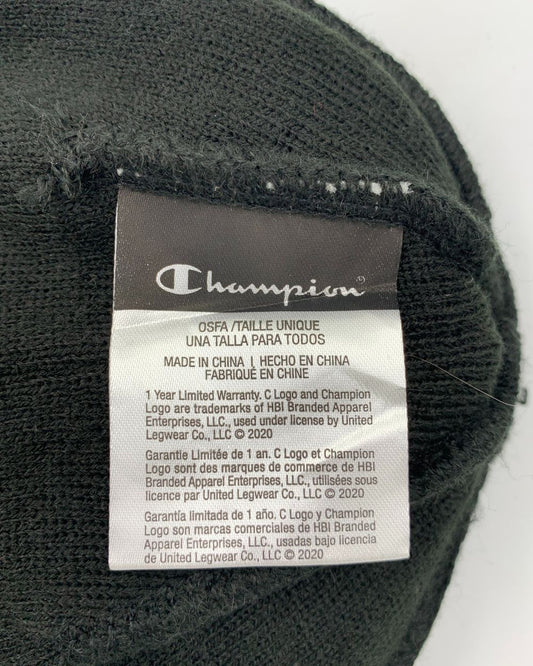 Champion
OSFA /TAILLE UNIQUE
UNA TALLA PARA TODOS
MADE IN CHINA | HECHO EN CHINA
FABRIQUÉ EN CHINE
1 Year Limited Warranty. C Logo and Champion
Logo are trademarks of HBI Branded Apparel
Enterprises, LLC., used under license by United
Legwear Co., LLC © 2020
Garantie Limitée de 1 an. C Logo et Champion
Logo sont des marques de commerce de HBI
Branded Apparel Enterprises, LLC., utilisées sous
licence par United Legwear Co., LLC © 2020
Garantía limitada de 1 año. C Logo y Champion
Logo son marcas comerciales de HBI Branded
Apparel Enterprises, LLC., usadas bajo licencia
de United Legwear Co., LLC © 2020